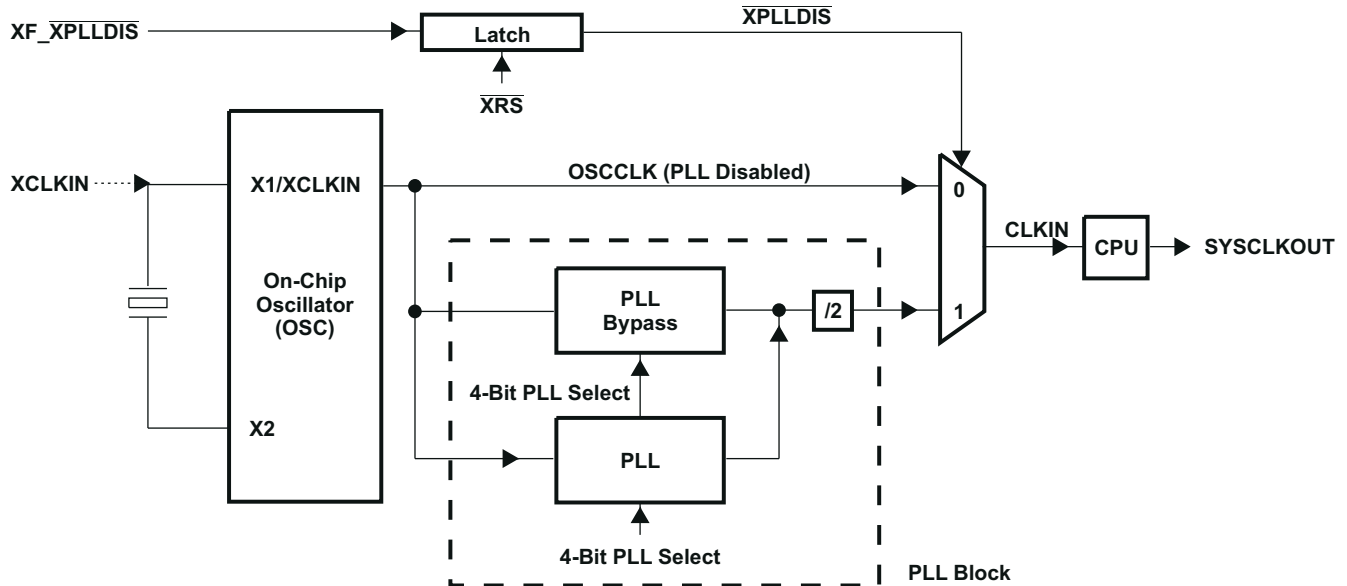 XF_XPLLDIS
Latch
XPLLDIS
XRS
XCLKIN
X1/XCLKIN
On-Chip
Oscillator
(OSC)
X2
OSCCLK (PLL Disabled)
0
1
CLKIN
CPU
SYSCLKOUT
PLL
Bypass
/2
4-Bit PLL Select
PLL
4-Bit PLL Select
PLL Block